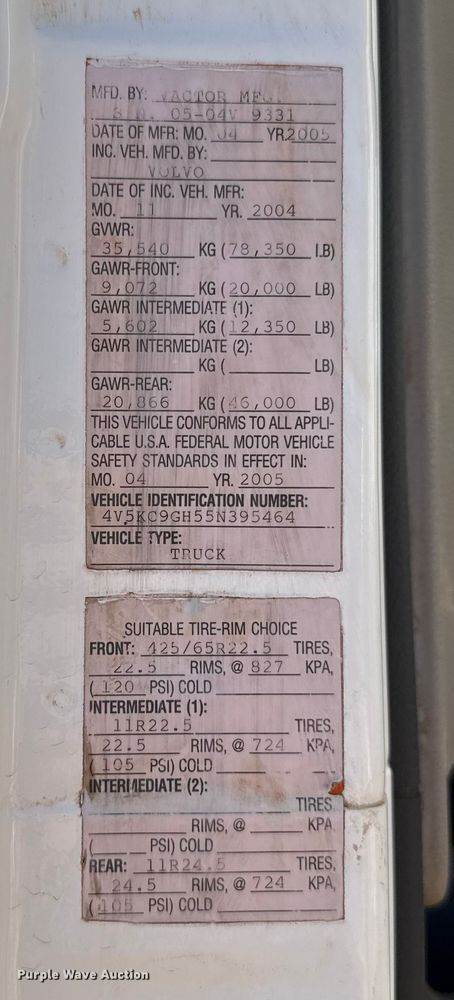 MFD. BY: VACTOR MFG.
S.O. 05-04V 9331
DATE OF MFR: MO. 04 YR. 2005
INC. VEH. MFD. BY:
VOLVO
DATE OF INC. VEH. MFR:
MO. 11 YR. 2004
GVWR:
35,540 KG ( 78,350 LB)
GAWR-FRONT:
9,072 KG ( 20,000 LB)
GAWR INTERMEDIATE (1):
5,602 KG ( 12,350 LB)
GAWR INTERMEDIATE (2):
KG ( LB)
GAWR-REAR:
20,866 KG ( 46,000 LB)
THIS VEHICLE CONFORMS TO ALL APPLI-
CABLE U.S.A. FEDERAL MOTOR VEHICLE
SAFETY STANDARDS IN EFFECT IN:
MO. 04 YR. 2005
VEHICLE IDENTIFICATION NUMBER:
4V5KC9GH55N395464
VEHICLE TYPE:
TRUCK
SUITABLE TIRE-RIM CHOICE
FRONT: 425/65R22.5 TIRES,
22.5 RIMS, @ 827 KPA,
( 120 PSI) COLD
INTERMEDIATE (1):
11R22.5 TIRES,
22.5 RIMS, @ 724 KPA,
( 105 PSI) COLD
INTERMEDIATE (2):
TIRES
RIMS, @ KPA
( PSI) COLD
REAR: 11R24.5 TIRES,
24.5 RIMS, @ 724 KPA,
( 105 PSI) COLD
Purple Wave Auction